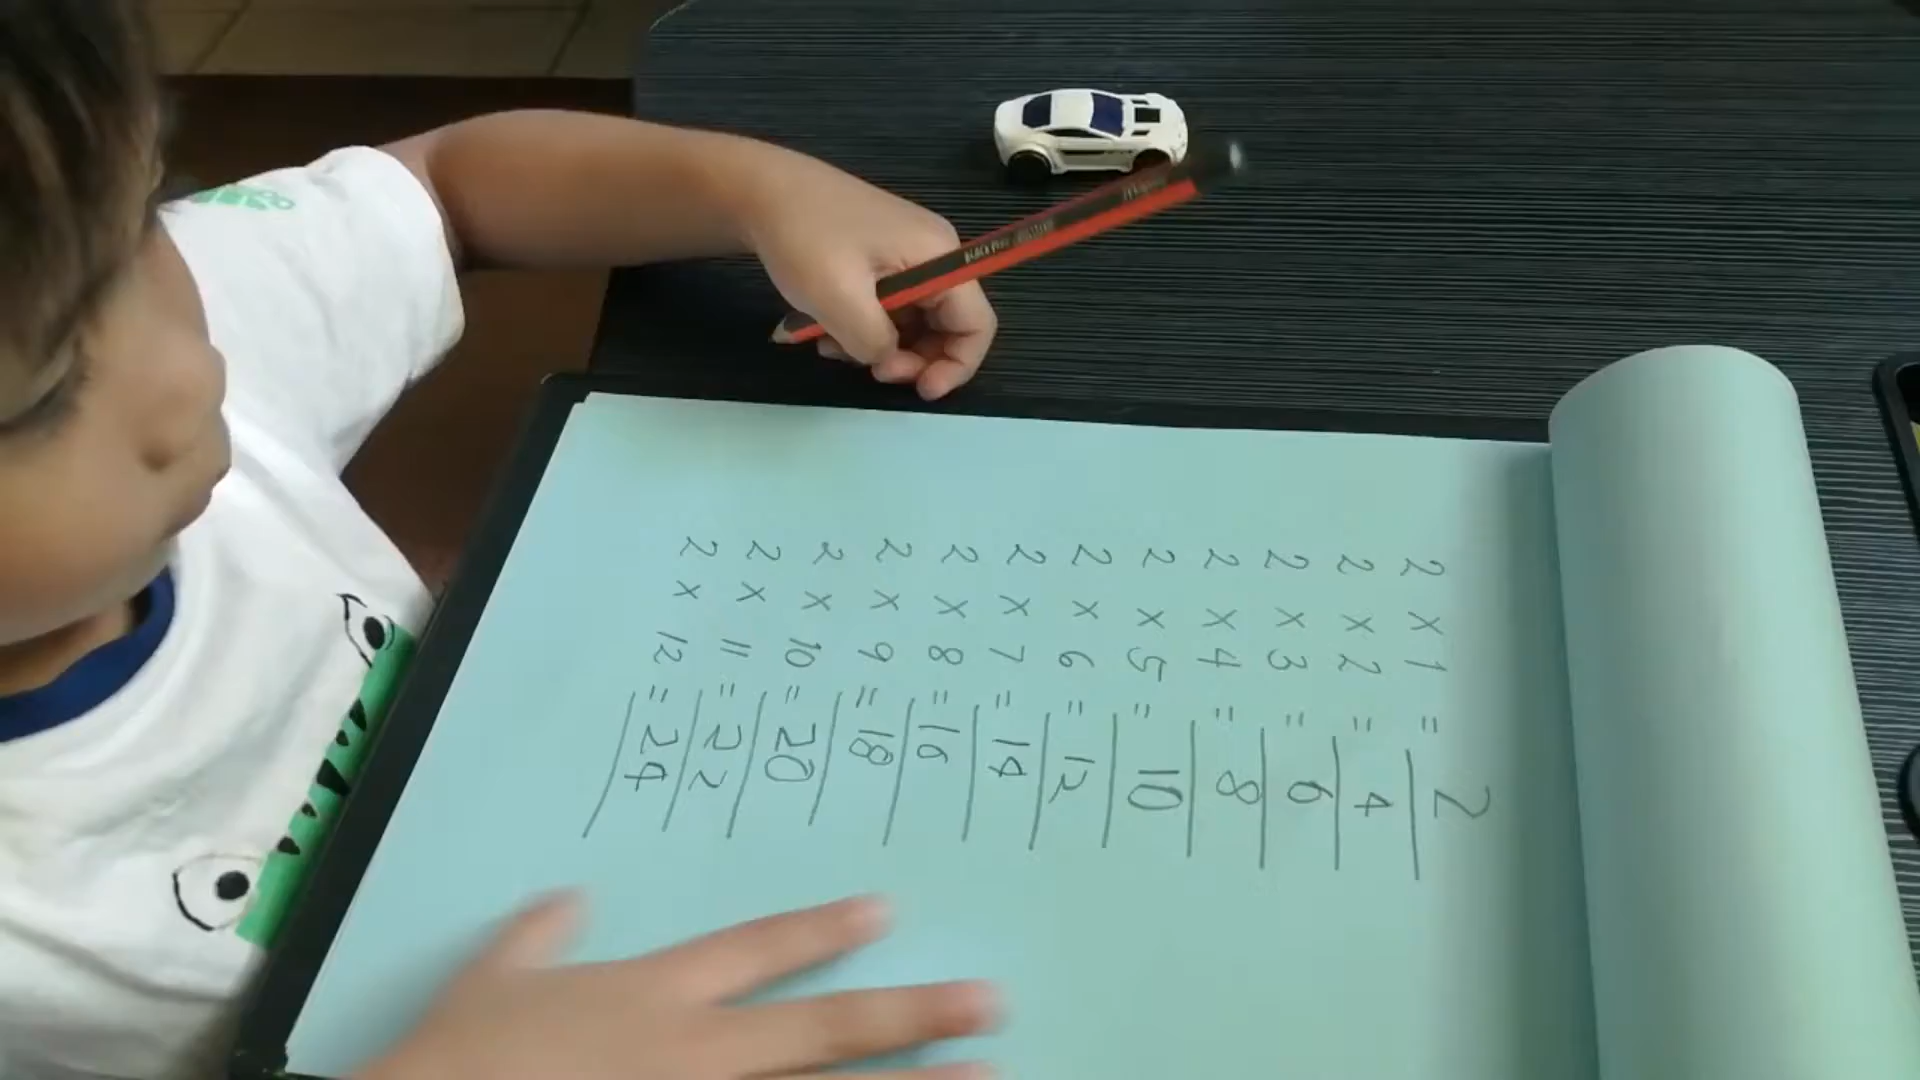 2 x 1 = 2
2 x 2 = 4
2 x 3 = 6
2 x 4 = 8
2 x 5 = 10
2 x 6 = 12
2 x 7 = 14
2 x 8 = 16
2 x 9 = 18
2 x 10 = 20
2 x 11 = 22
2 x 12 = 24